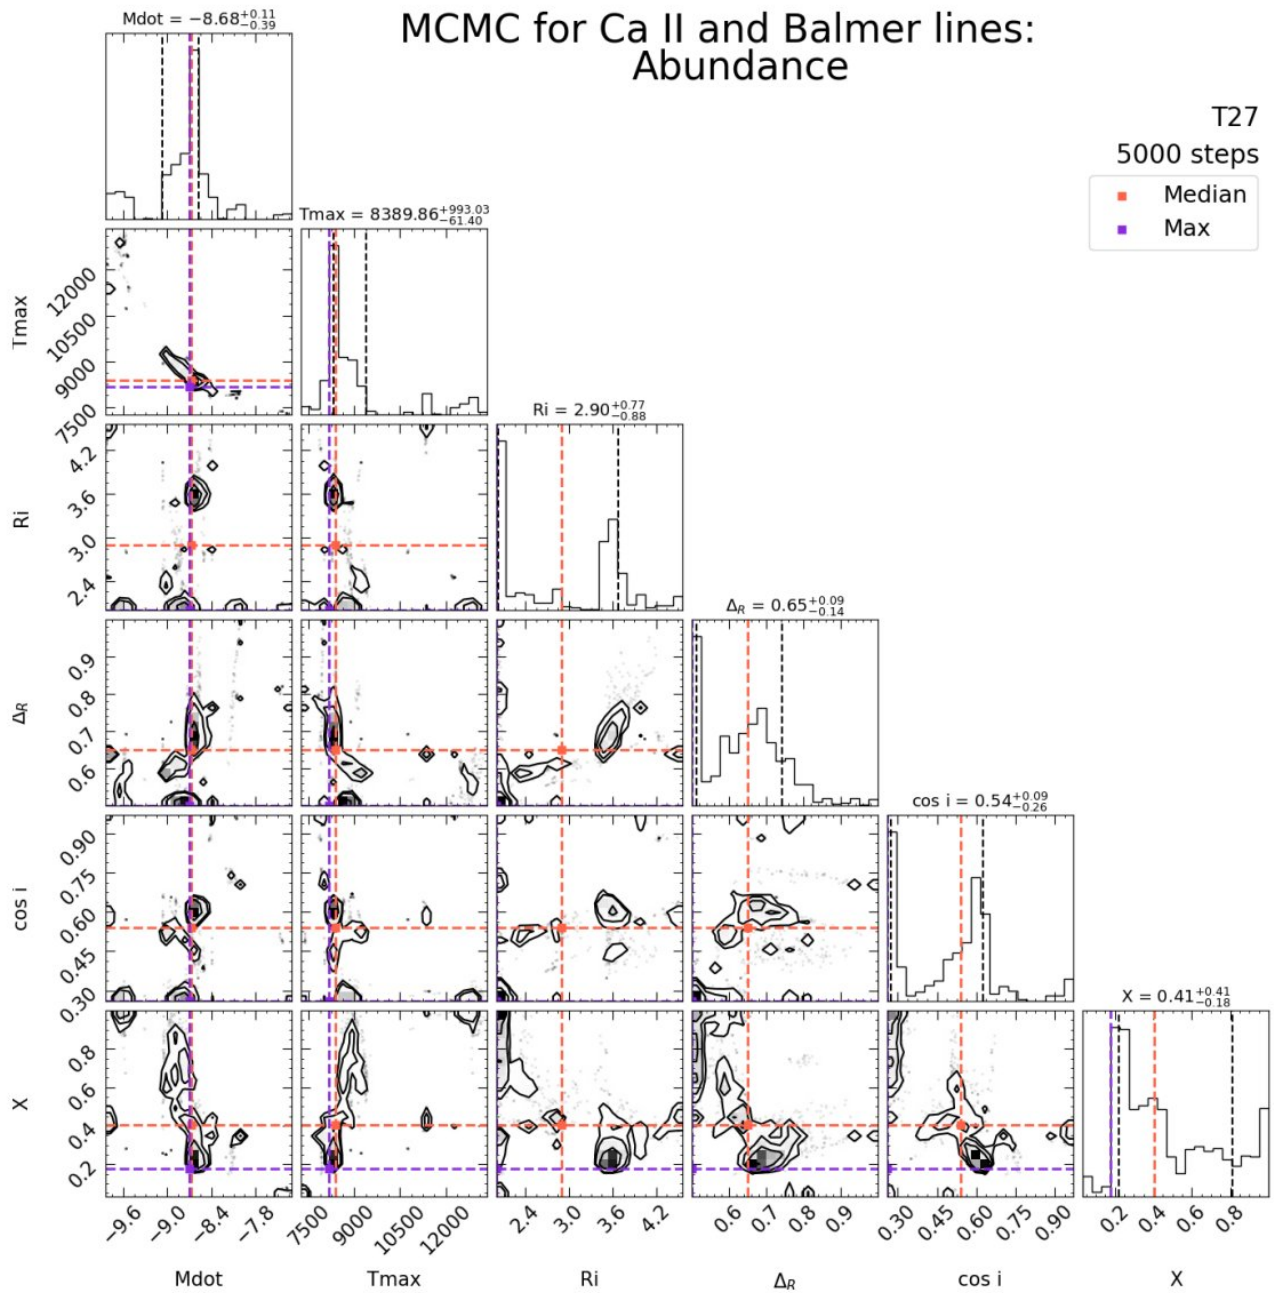 MCMC for Ca II and Balmer lines:
Abundance
T27
5000 steps
Median
Max
Mdot = −8.68+0.11−0.39
Tmax = 8389.86+993.03−61.40
Ri = 2.90+0.77−0.88
ΔR = 0.65+0.09−0.14
cos i = 0.54+0.09−0.26
X = 0.41+0.41−0.18
Tmax
12000
10500
9000
7500
Ri
4.2
3.6
3.0
2.4
ΔR
0.9
0.8
0.7
0.6
cos i
0.90
0.75
0.60
0.45
0.30
X
0.8
0.6
0.4
0.2
−9.6 −9.0 −8.4 −7.8
7500 9000 10500 12000
2.4 3.0 3.6 4.2
0.6 0.7 0.8 0.9
0.30 0.45 0.60 0.75 0.90
0.2 0.4 0.6 0.8
Mdot Tmax Ri ΔR cos i X